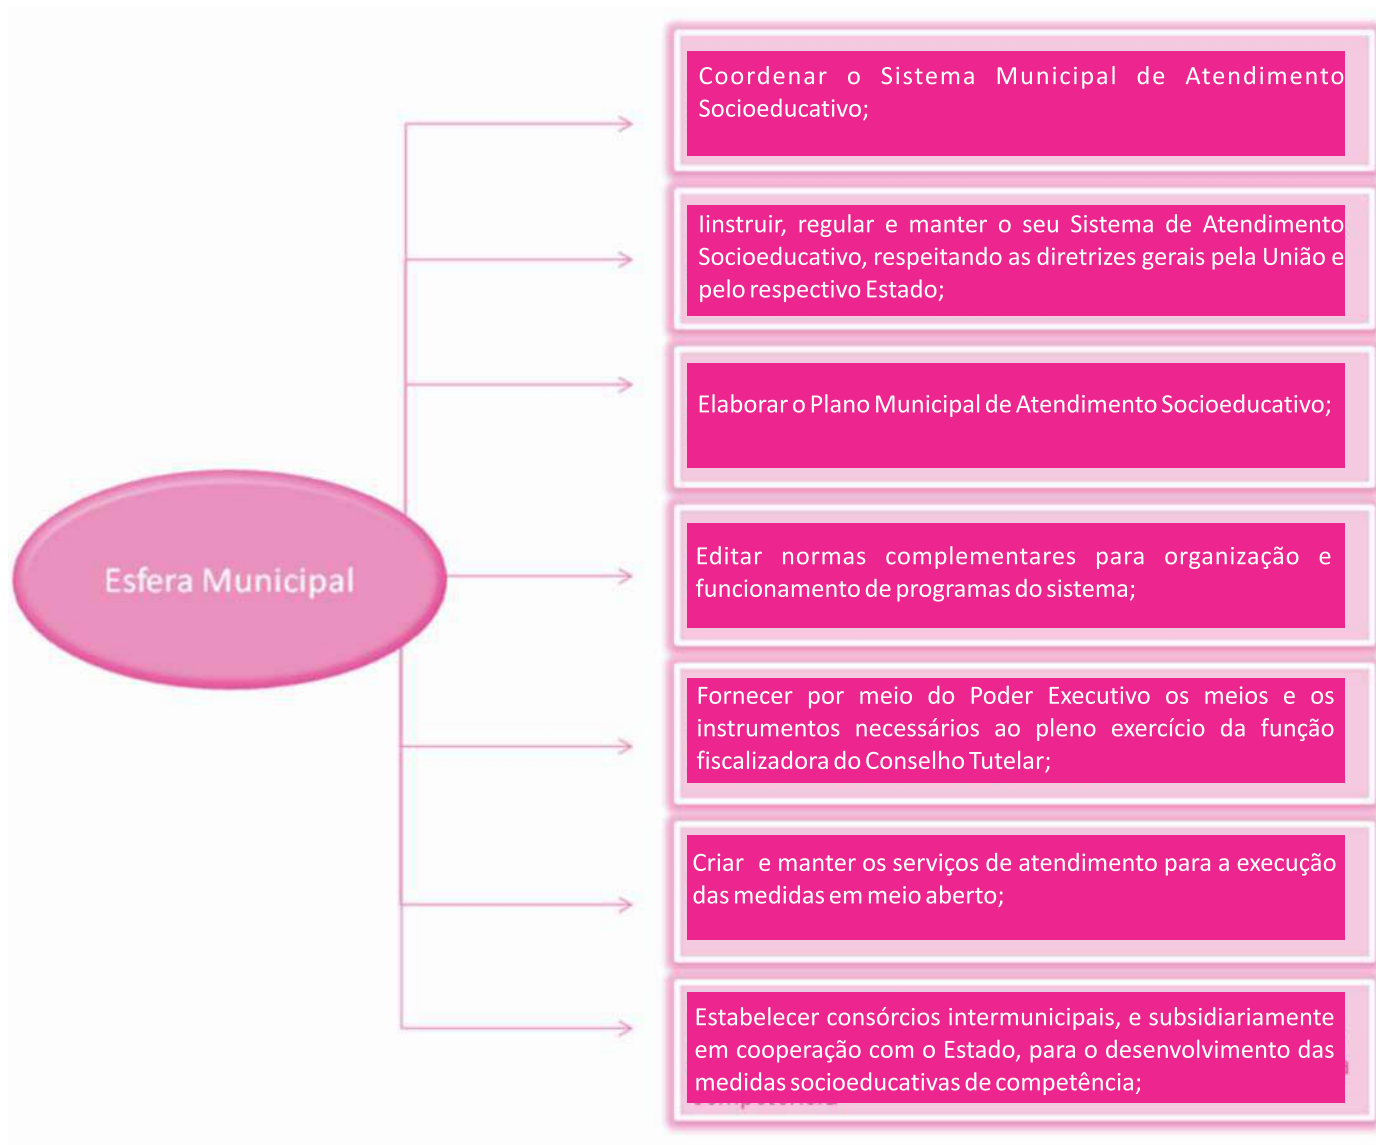 Coordenar o Sistema Municipal de Atendimento
Socioeducativo;
Iinstruir, regular e manter o seu Sistema de Atendimento
Socioeducativo, respeitando as diretrizes gerais pela União e
pelo respectivo Estado;
Elaborar o Plano Municipal de Atendimento Socioeducativo;
Esfera Municipal
Editar normas complementares para organização e
funcionamento de programas do sistema;
Fornecer por meio do Poder Executivo os meios e os
instrumentos necessários ao pleno exercício da função
fiscalizadora do Conselho Tutelar;
Criar e manter os serviços de atendimento para a execução
das medidas em meio aberto;
Estabelecer consórcios intermunicipais, e subsidiariamente
em cooperação com o Estado, para o desenvolvimento das
medidas socioeducativas de competência;